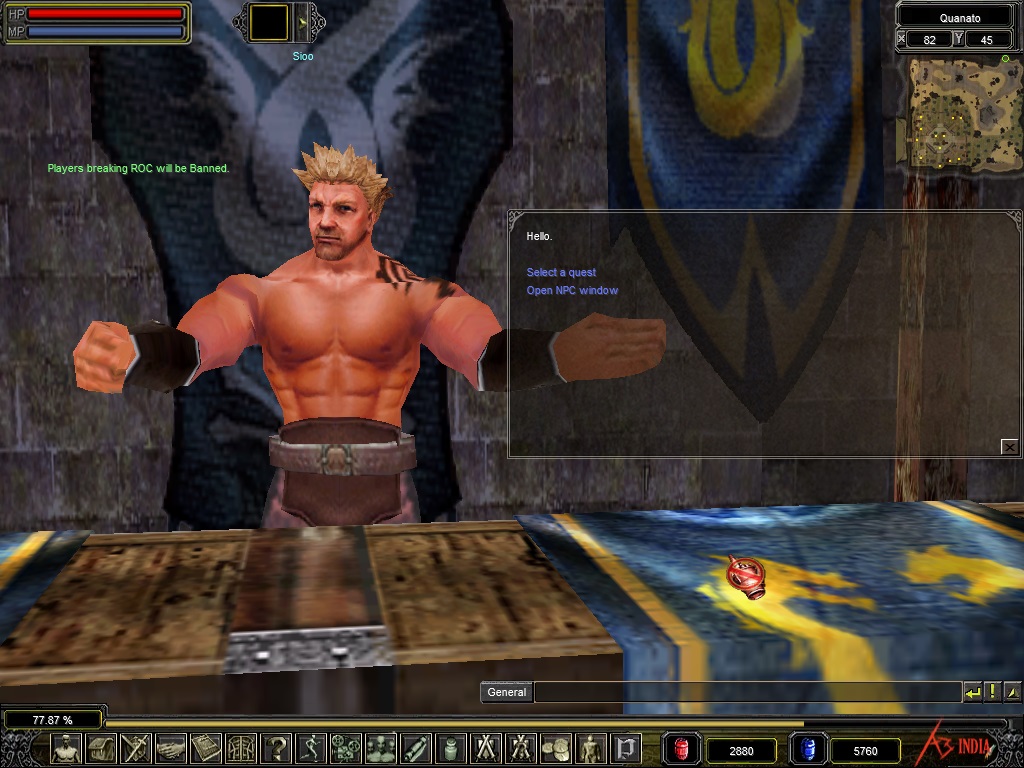 HP
MP
Sioo
Quanato
X 82 Y 45
Players breaking ROC will be Banned.
Hello.
Select a quest
Open NPC window
General
77.87 %
2880
5760
A3 INDIA